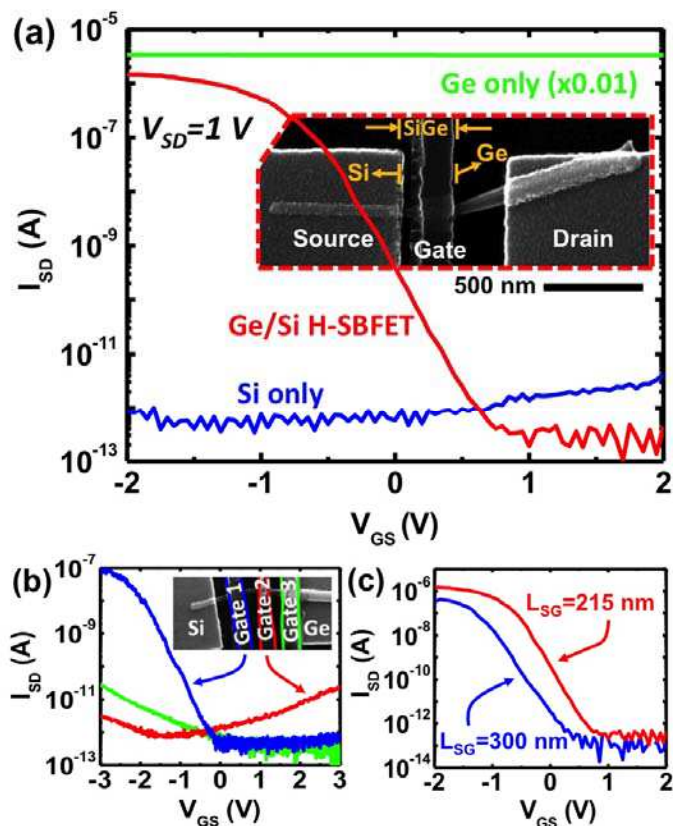 (a)
10⁻⁵
10⁻⁷
10⁻⁹
10⁻¹¹
10⁻¹³
I_SD (A)
Ge only (x0.01)
V_SD=1 V
SiGe
Si
Ge
Source
Gate
Drain
500 nm
Ge/Si H-SBFET
Si only
-2 -1 0 1 2
V_GS (V)
(b)
10⁻⁷
10⁻⁹
10⁻¹¹
10⁻¹³
I_SD (A)
Si
Gate 1
Gate 2
Gate 3
Ge
-3 -2 -1 0 1 2 3
V_GS (V)
(c)
10⁻⁶
10⁻⁸
10⁻¹⁰
10⁻¹²
10⁻¹⁴
I_SD (A)
L_SG=215 nm
L_SG=300 nm
-2 -1 0 1 2
V_GS (V)